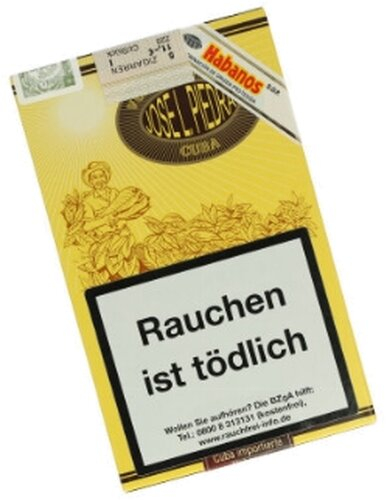 Habanos
JOSE L. PIEDRA
CUBA
Rauchen
ist tödlich
Wollen Sie aufhören? Die BZgA hilft:
Tel.: 0800 8 313131 (kostenfrei),
www.rauchfrei-info.de
Cuba importierte